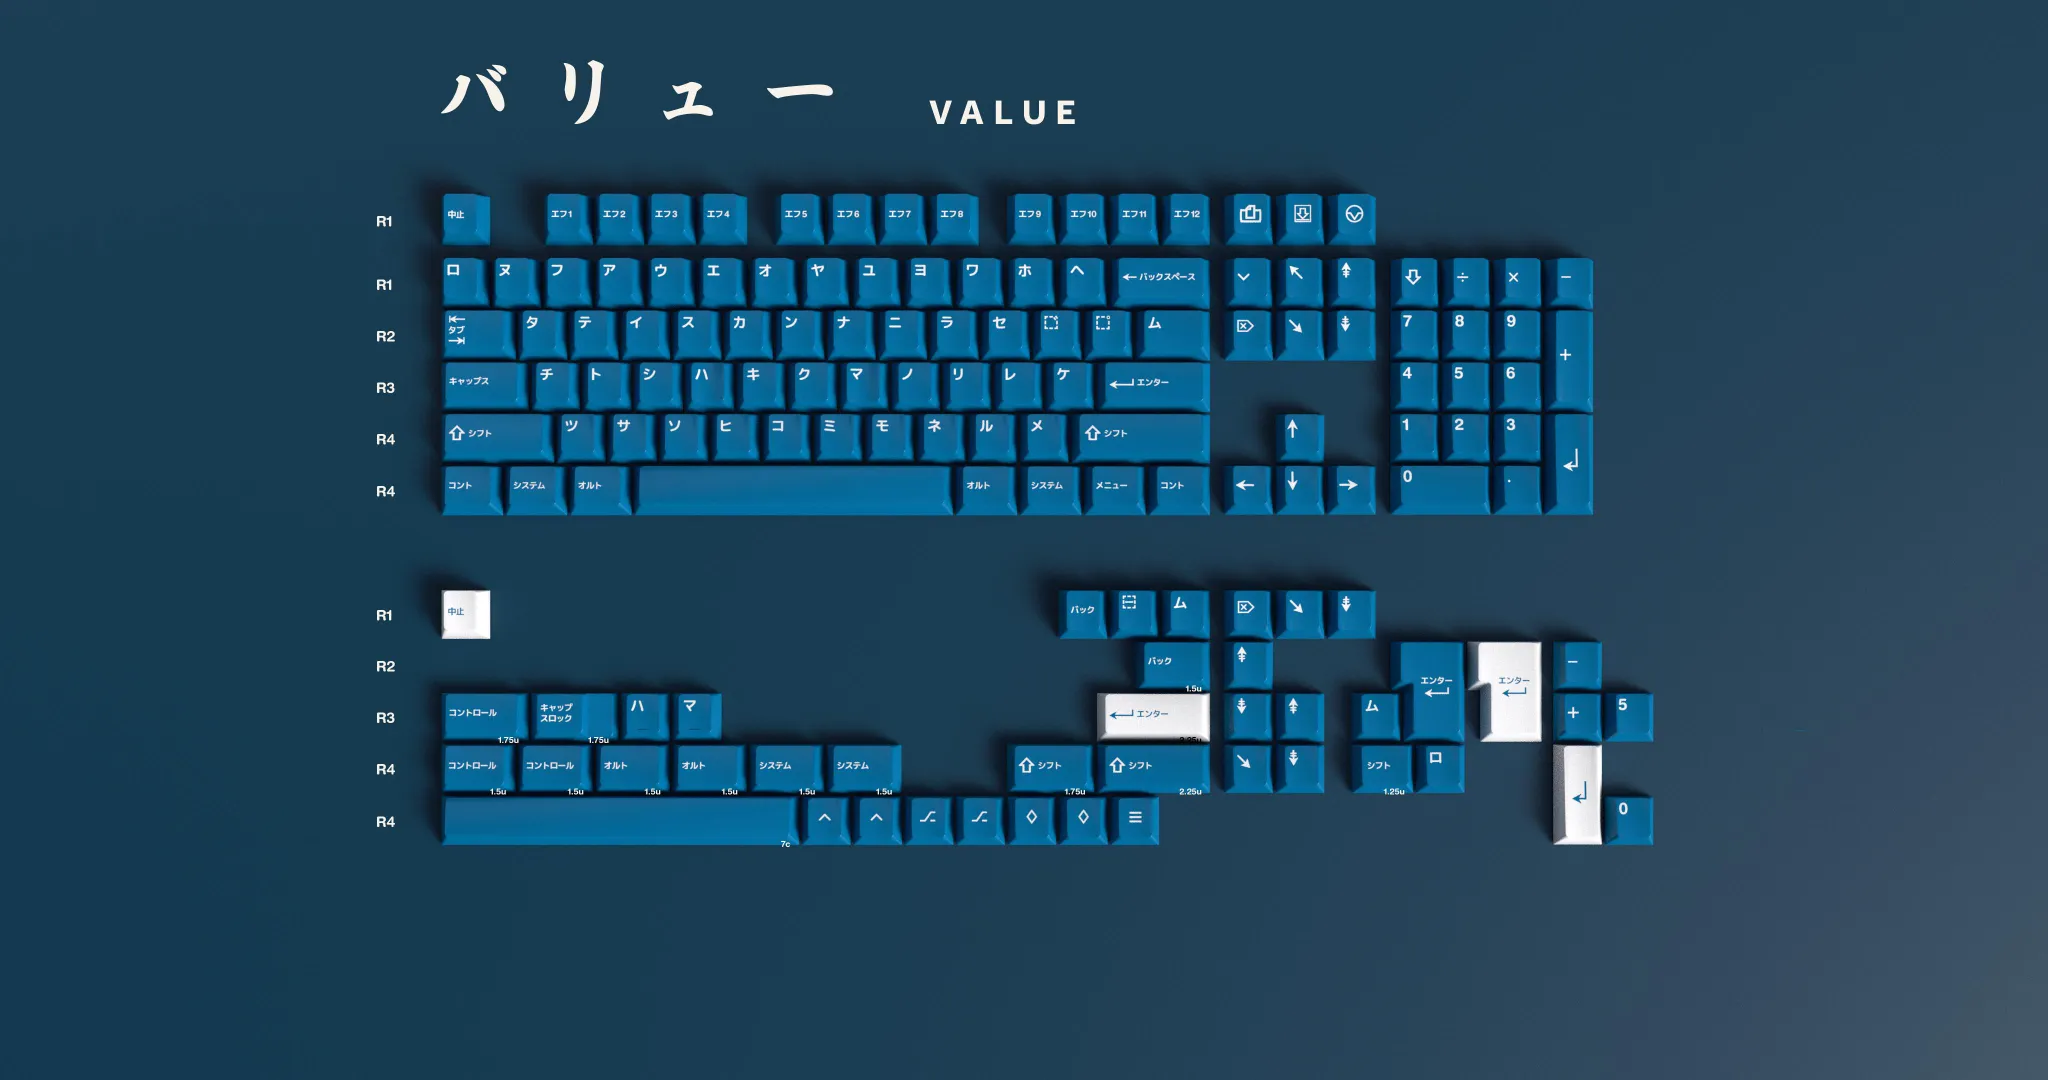 バリュー VALUE
R1 中止 エフ1 エフ2 エフ3 エフ4 エフ5 エフ6 エフ7 エフ8 エフ9 エフ10 エフ11 エフ12
R1 ロ ヌ フ ア ウ エ オ ヤ ユ ヨ ワ ホ ヘ ← バックスペース ↖ ÷ × −
R2 タブ タ テ イ ス カ ン ナ ニ ラ セ ム ↘ 7 8 9 +
R3 キャップス チ ト シ ハ キ ク マ ノ リ レ ケ エンター 4 5 6
R4 シフト ツ サ ソ ヒ コ ミ モ ネ ル メ シフト ↑ 1 2 3
R4 コント システム オルト オルト システム メニュー コント ← ↓ → 0 .
R1 中止 バック ム ↘
R2 バック 1.5u エンター エンター −
R3 コントロール 1.75u キャップスロック 1.75u ハ マ エンター 2.25u ム + 5
R4 コントロール 1.5u コントロール 1.5u オルト 1.5u オルト 1.5u システム 1.5u システム 1.5u シフト 1.75u シフト 2.25u ↘ シフト 1.25u ロ
R4 7c 0